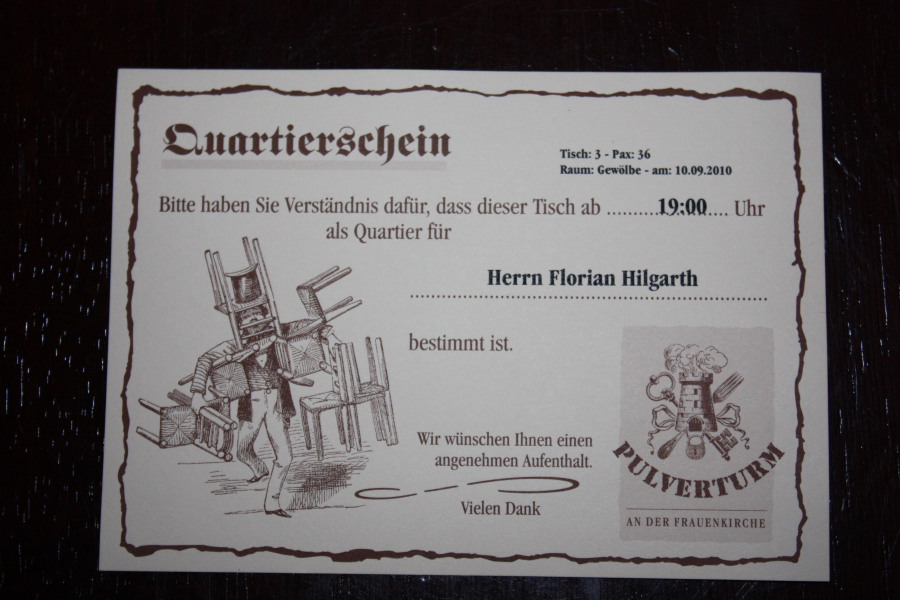 Quartierschein
Tisch: 3 - Pax: 36
Raum: Gewölbe - am: 10.09.2010
Bitte haben Sie Verständnis dafür, dass dieser Tisch ab ...........19:00.... Uhr
als Quartier für
Herrn Florian Hilgarth
bestimmt ist.
Wir wünschen Ihnen einen
angenehmen Aufenthalt.
Vielen Dank
PULVERTURM
AN DER FRAUENKIRCHE